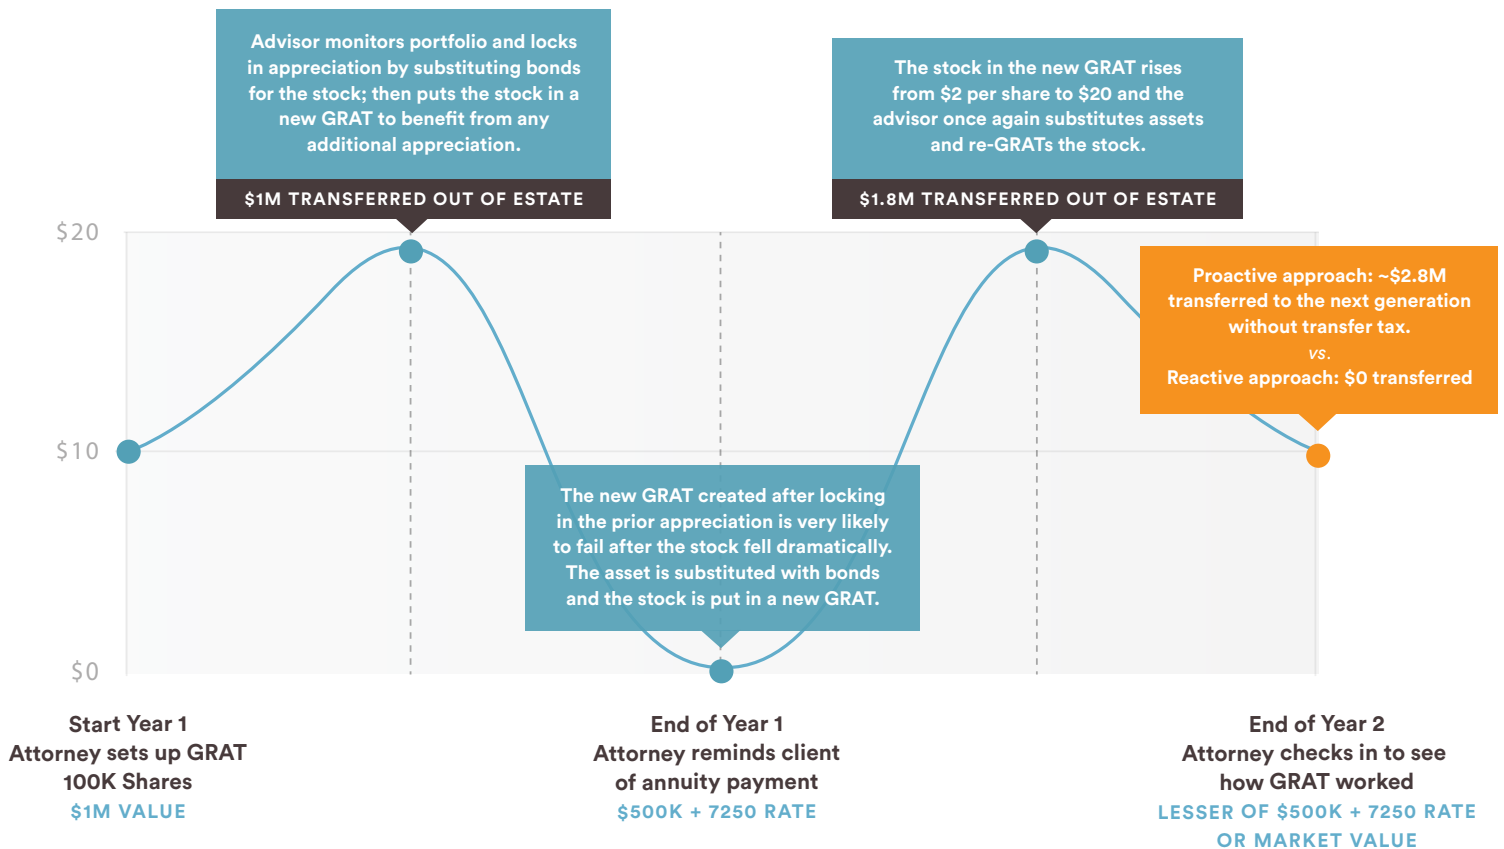 Advisor monitors portfolio and locks
in appreciation by substituting bonds
for the stock; then puts the stock in a
new GRAT to benefit from any
additional appreciation.
$1M TRANSFERRED OUT OF ESTATE
The stock in the new GRAT rises
from $2 per share to $20 and the
advisor once again substitutes assets
and re-GRATs the stock.
$1.8M TRANSFERRED OUT OF ESTATE
$20
Proactive approach: ~$2.8M
transferred to the next generation
without transfer tax.
vs.
Reactive approach: $0 transferred
$10
The new GRAT created after locking
in the prior appreciation is very likely
to fail after the stock fell dramatically.
The asset is substituted with bonds
and the stock is put in a new GRAT.
$0
Start Year 1
Attorney sets up GRAT
100K Shares
$1M VALUE
End of Year 1
Attorney reminds client
of annuity payment
$500K + 7250 RATE
End of Year 2
Attorney checks in to see
how GRAT worked
LESSER OF $500K + 7250 RATE
OR MARKET VALUE